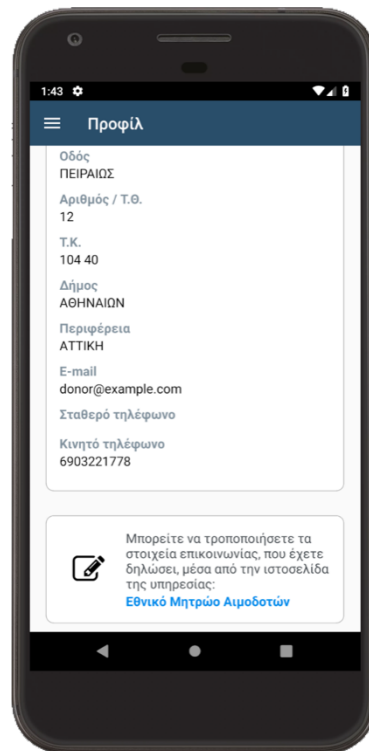 1:43
Προφίλ
Οδός
ΠΕΙΡΑΙΩΣ
Αριθμός / Τ.Θ.
12
Τ.Κ.
104 40
Δήμος
ΑΘΗΝΑΙΩΝ
Περιφέρεια
ΑΤΤΙΚΗ
E-mail
donor@example.com
Σταθερό τηλέφωνο
Κινητό τηλέφωνο
6903221778
Μπορείτε να τροποποιήσετε τα
στοιχεία επικοινωνίας, που έχετε
δηλώσει, μέσα από την ιστοσελίδα
της υπηρεσίας:
Εθνικό Μητρώο Αιμοδοτών